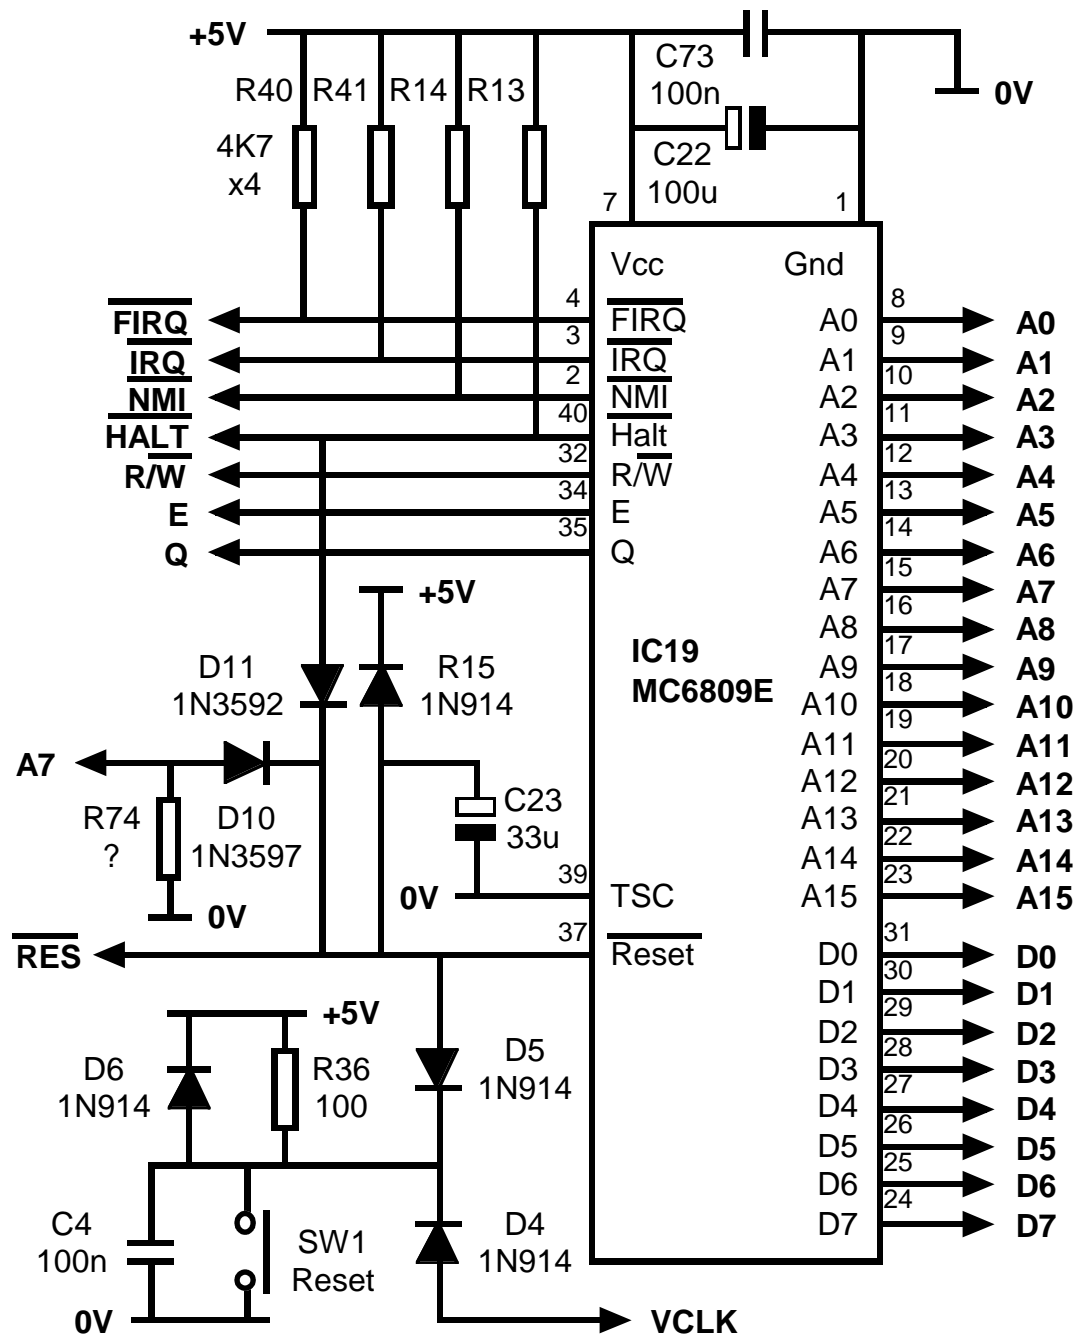 +5V
C73
100n
0V
R40 R41 R14 R13
4K7
x4
C22
100u
7 1
Vcc Gnd
FIRQ 4 FIRQ A0 8 A0
IRQ 3 IRQ A1 9 A1
NMI 2 NMI A2 10 A2
HALT 40 Halt A3 11 A3
R/W 32 R/W A4 12 A4
E 34 E A5 13 A5
Q 35 Q A6 14 A6
A7 15 A7
A8 16 A8
A9 17 A9
A10 18 A10
A11 19 A11
A12 20 A12
A13 21 A13
A14 22 A14
39 TSC A15 23 A15
+5V
IC19
MC6809E
D11
1N3592
R15
1N914
A7
R74
?
D10
1N3597
C23
33u
0V
0V
RES 37 Reset D0 31 D0
D1 30 D1
D2 29 D2
D3 28 D3
D4 27 D4
D5 26 D5
D6 25 D6
D7 24 D7
+5V
D6
1N914
R36
100
D5
1N914
C4
100n
SW1
Reset
D4
1N914
0V
VCLK